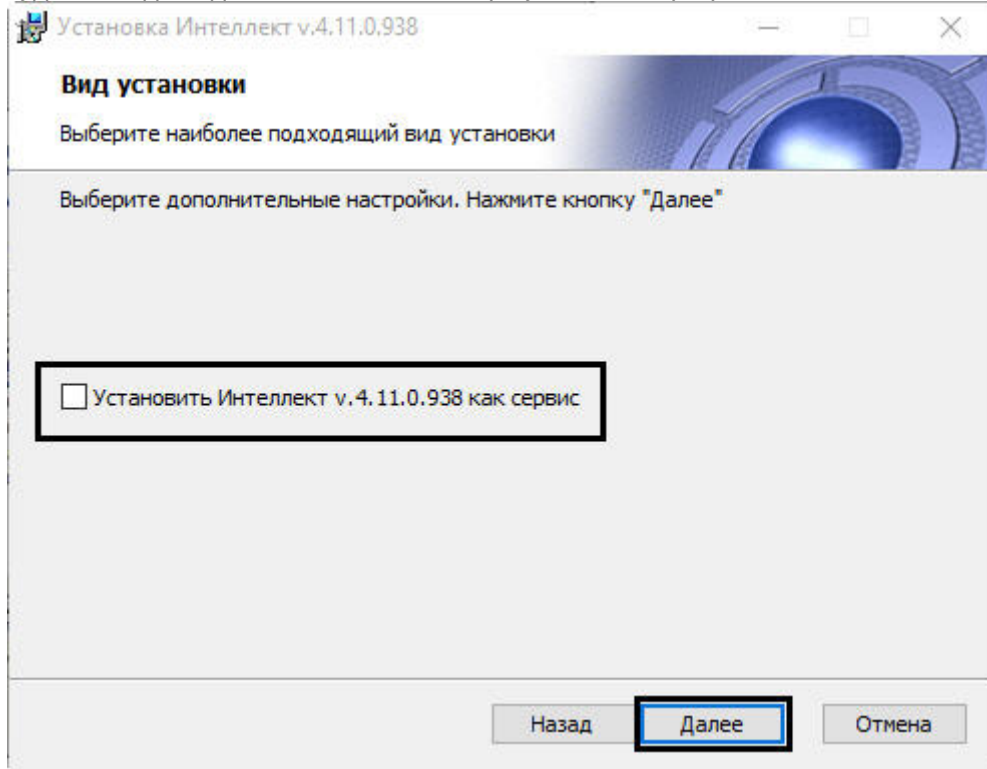 Установка Интеллект v.4.11.0.938
Вид установки
Выберите наиболее подходящий вид установки
Выберите дополнительные настройки. Нажмите кнопку "Далее"
Установить Интеллект v.4.11.0.938 как сервис
Назад Далее Отмена